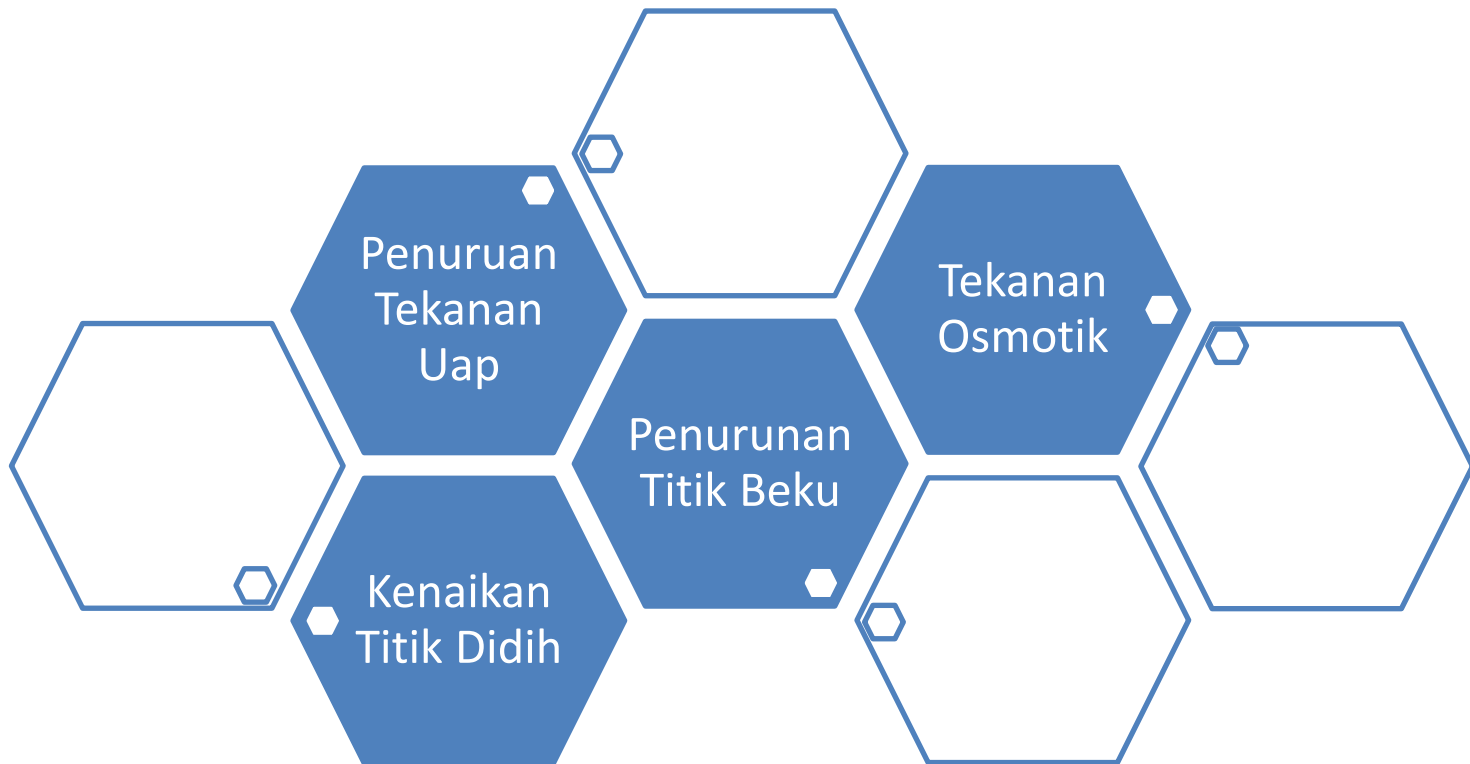 Penuruan
Tekanan
Uap
Tekanan
Osmotik
Penurunan
Titik Beku
Kenaikan
Titik Didih